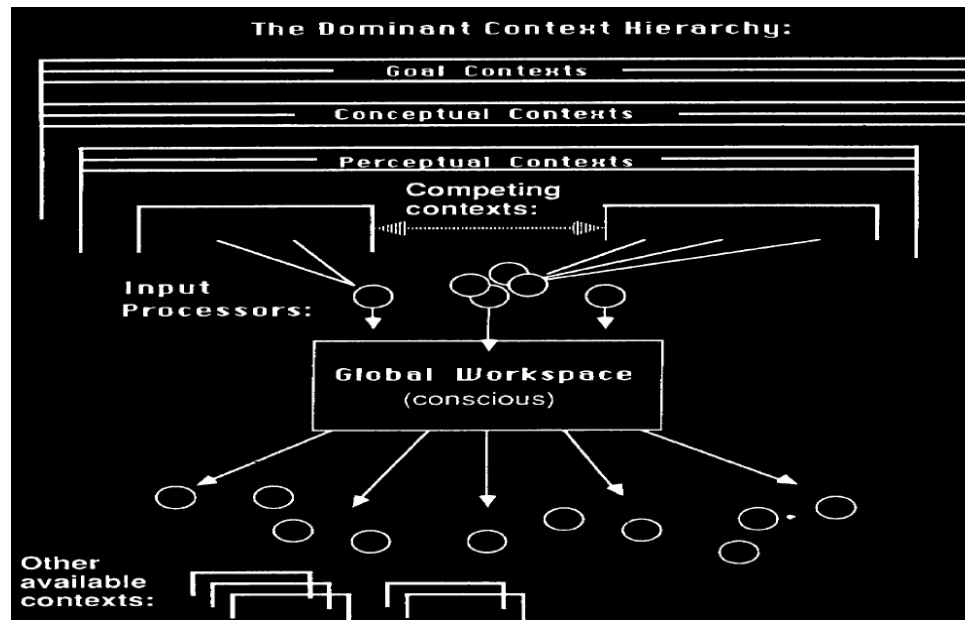 The Dominant Context Hierarchy:
Goal Contexts
Conceptual Contexts
Perceptual Contexts
Competing
contexts:
Input
Processors:
Global Workspace
(conscious)
Other
available
contexts: